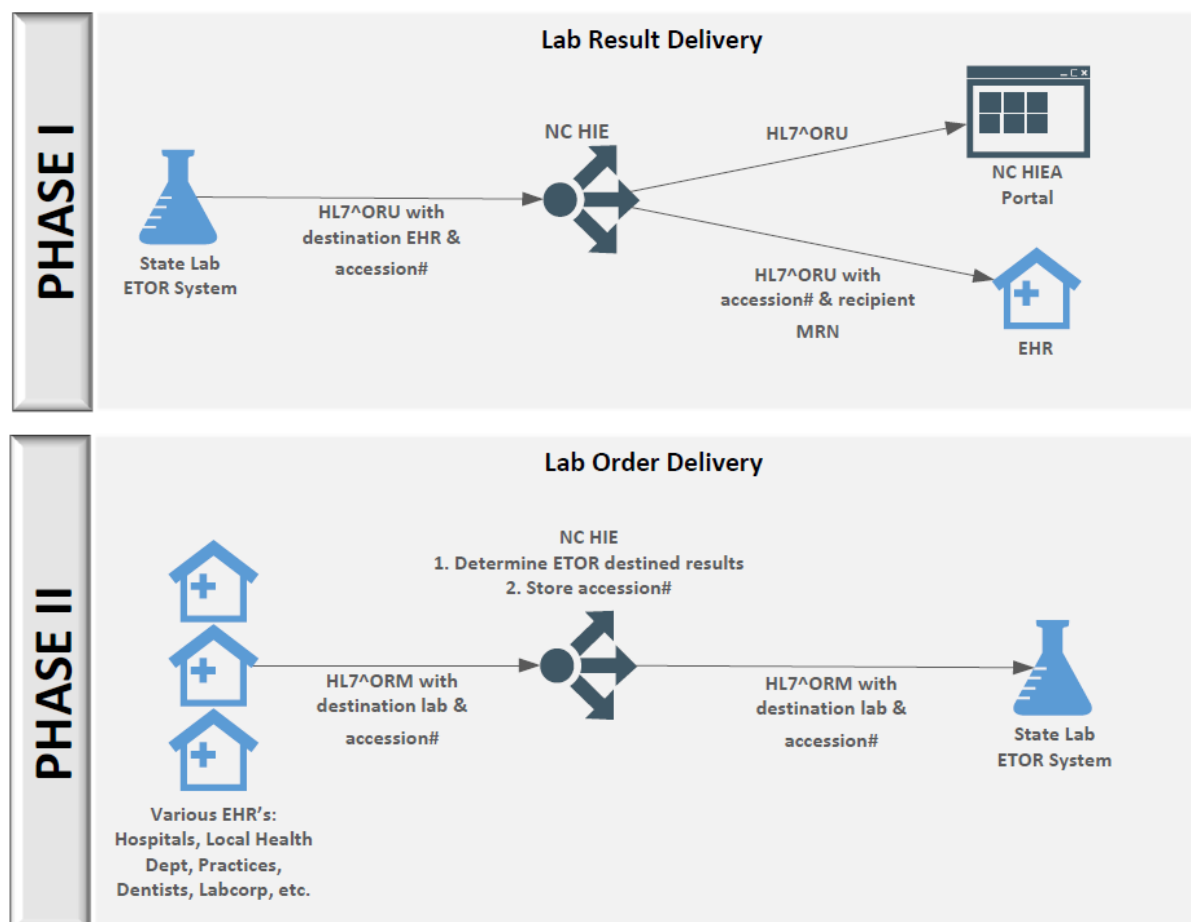 PHASE I
Lab Result Delivery
State Lab
ETOR System
HL7^ORU with
destination EHR &
accession#
NC HIE
HL7^ORU
NC HIEA
Portal
HL7^ORU with
accession# & recipient
MRN
EHR
PHASE II
Lab Order Delivery
Various EHR's:
Hospitals, Local Health
Dept, Practices,
Dentists, Labcorp, etc.
HL7^ORM with
destination lab &
accession#
NC HIE
1. Determine ETOR destined results
2. Store accession#
HL7^ORM with
destination lab &
accession#
State Lab
ETOR System